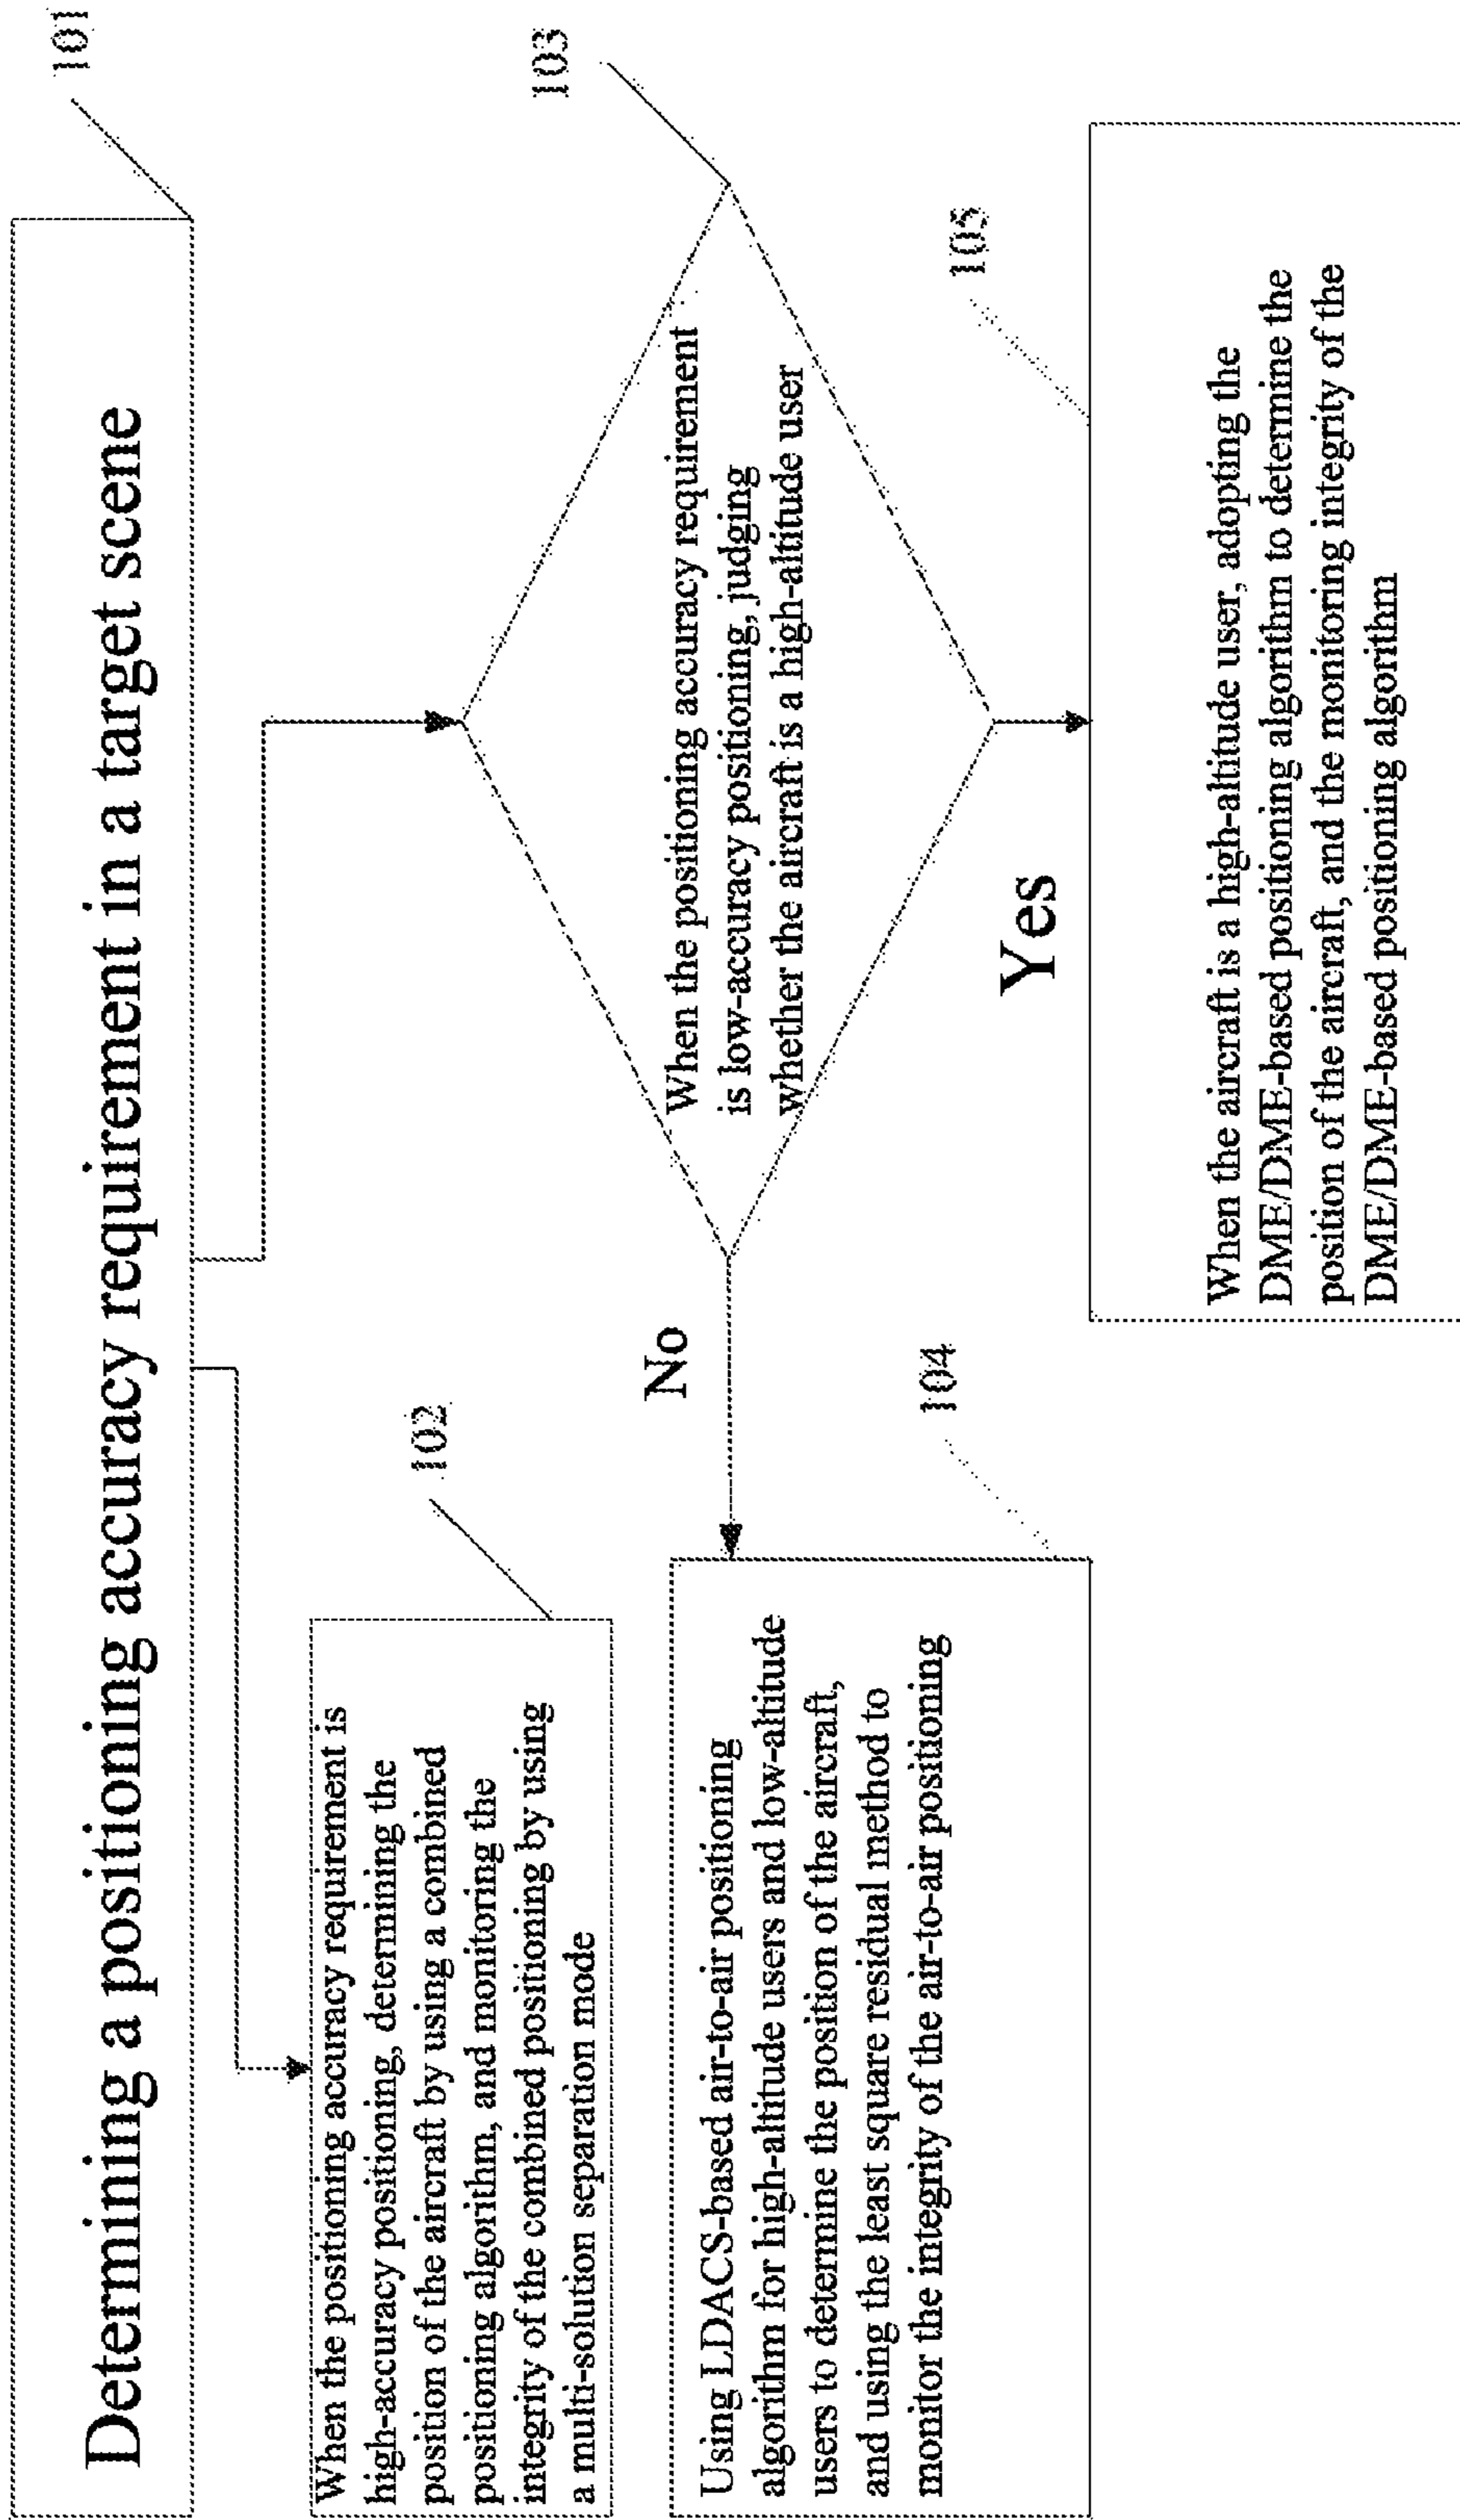 Determining a positioning accuracy requirement in a target scene
101
When the positioning accuracy requirement is
high-accuracy positioning, determining the
position of the aircraft by using a combined
positioning algorithm, and monitoring the
integrity of the combined positioning by using
a multi-solution separation mode
102
When the positioning accuracy requirement
is low-accuracy positioning, judging
whether the aircraft is a high-altitude user
103
No
Yes
Using LDACS-based air-to-air positioning
algorithm for high-altitude users and low-altitude
users to determine the position of the aircraft,
and using the least square residual method to
monitor the integrity of the air-to-air positioning
104
When the aircraft is a high-altitude user, adopting the
DME/DME-based positioning algorithm to determine the
position of the aircraft, and the monitoring integrity of the
DME/DME-based positioning algorithm
105